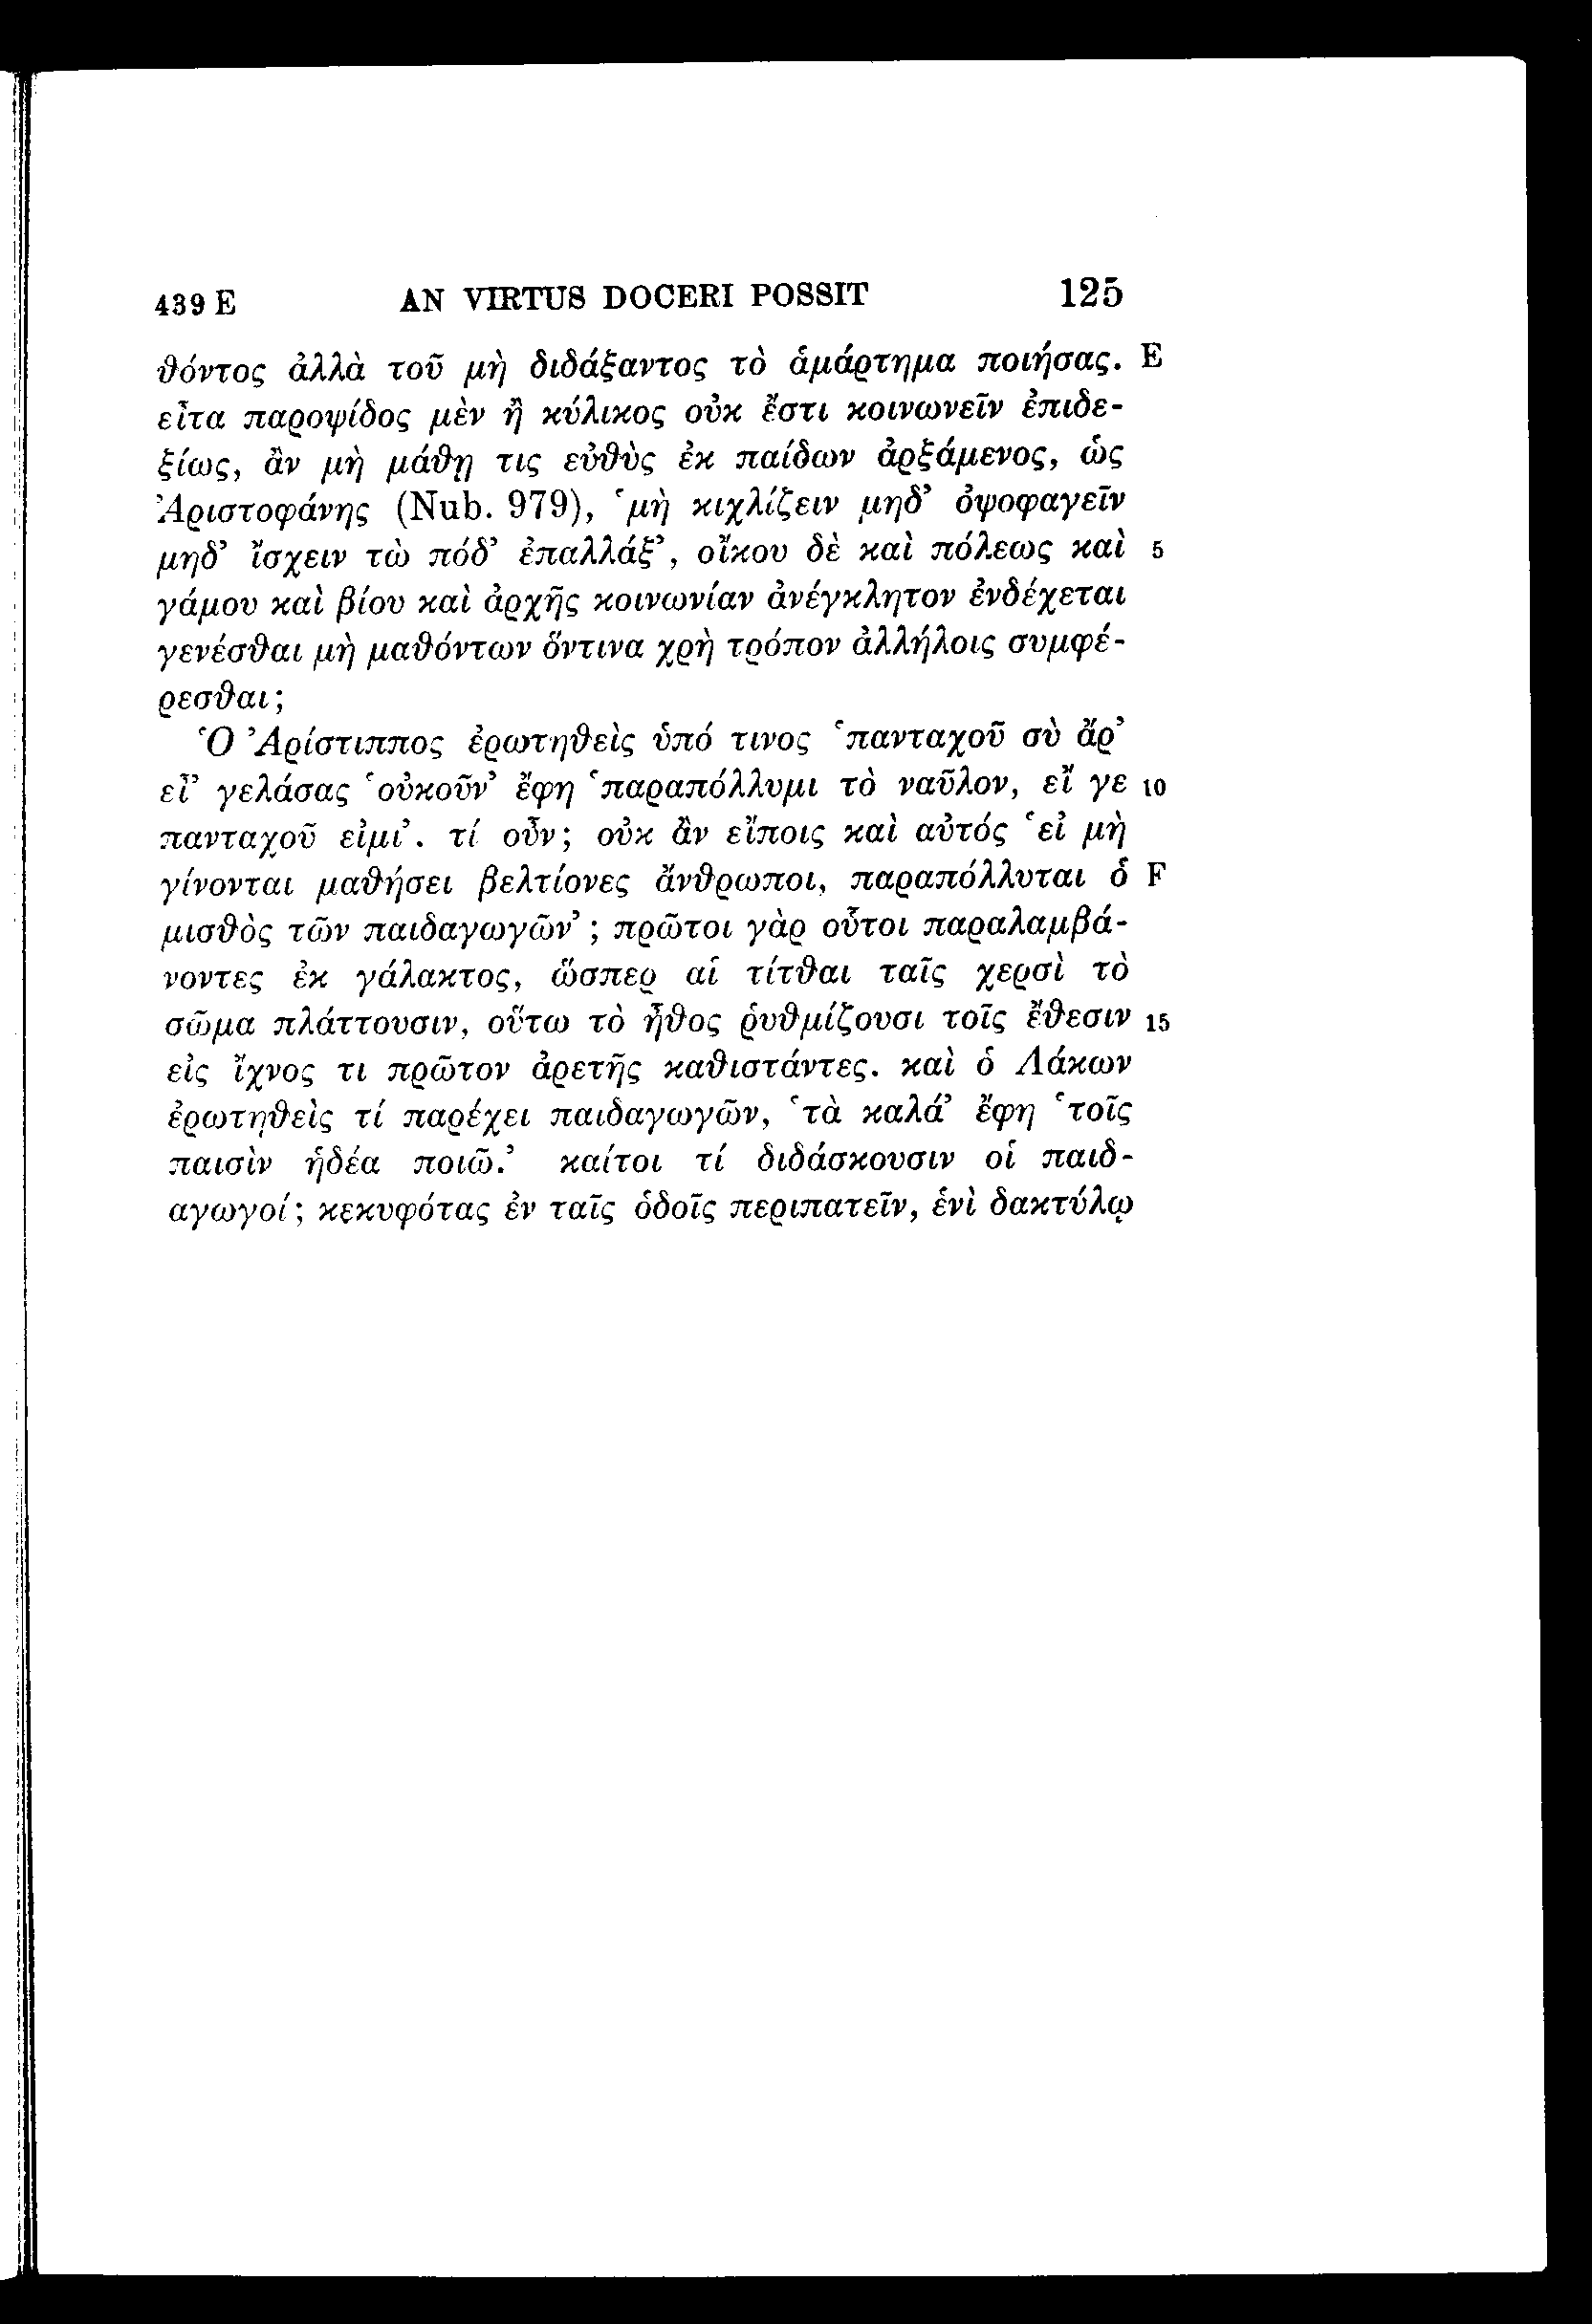 439 E AN VIRTUS DOCERI POSSIT 125
θόντος ἀλλὰ τοῦ μὴ διδάξαντος τὸ ἁμάρτημα ποιήσας. E
εἶτα παροψίδος μὲν ἢ κύλικος οὐκ ἔστι κοινωνεῖν ἐπιδε-
ξίως, ἂν μὴ μάθῃ τις εὐθὺς ἐκ παίδων ἀρξάμενος, ὡς
Ἀριστοφάνης (Nub. 979), ‘μὴ κιχλίζειν μηδ’ ὀψοφαγεῖν
μηδ’ ἴσχειν τὼ πόδ’ ἐπαλλάξ’, οἴκου δὲ καὶ πόλεως καὶ 5
γάμου καὶ βίου καὶ ἀρχῆς κοινωνίαν ἀνέγκλητον ἐνδέχεται
γενέσθαι μὴ μαθόντων ὅντινα χρὴ τρόπον ἀλλήλοις συμφέ-
ρεσθαι;
Ὁ Ἀρίστιππος ἐρωτηθεὶς ὑπό τινος ‘πανταχοῦ σὺ ἄρ’
εἶ’ γελάσας ‘οὐκοῦν’ ἔφη ‘παραπόλλυμι τὸ ναῦλον, εἴ γε 10
πανταχοῦ εἰμι’. τί οὖν; οὐκ ἂν εἴποις καὶ αὐτός ‘εἰ μὴ
γίνονται μαθήσει βελτίονες ἄνθρωποι, παραπόλλυται ὁ F
μισθὸς τῶν παιδαγωγῶν’; πρῶτοι γὰρ οὗτοι παραλαμβά-
νοντες ἐκ γάλακτος, ὥσπερ αἱ τίτθαι ταῖς χερσὶ τὸ
σῶμα πλάττουσιν, οὕτω τὸ ἦθος ῥυθμίζουσι τοῖς ἔθεσιν 15
εἰς ἴχνος τι πρῶτον ἀρετῆς καθιστάντες. καὶ ὁ Λάκων
ἐρωτηθεὶς τί παρέχει παιδαγωγῶν, ‘τὰ καλά’ ἔφη ‘τοῖς
παισὶν ἡδέα ποιῶ.’ καίτοι τί διδάσκουσιν οἱ παιδ-
αγωγοί; κεκυφότας ἐν ταῖς ὁδοῖς περιπατεῖν, ἑνὶ δακτύλῳ